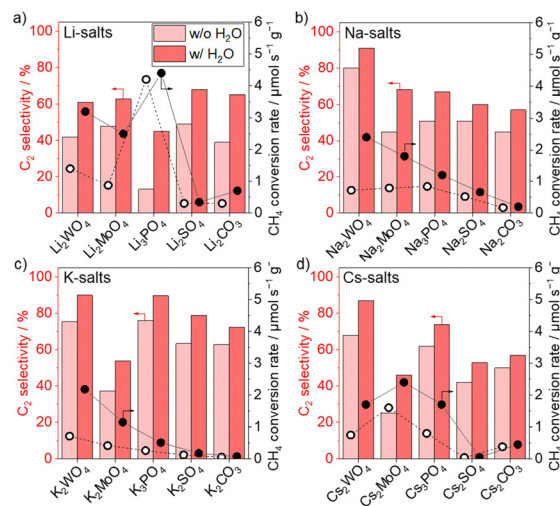 a) Li-salts
w/o H₂O
w/ H₂O
C₂ selectivity / %
100
80
60
40
20
0
6
5
4
3
2
1
0
CH₄ conversion rate / μmol s⁻¹ g⁻¹
Li₂WO₄
Li₂MoO₄
Li₃PO₄
Li₂SO₄
Li₂CO₃
b) Na-salts
C₂ selectivity / %
100
80
60
40
20
0
6
5
4
3
2
1
0
CH₄ conversion rate / μmol s⁻¹ g⁻¹
Na₂WO₄
Na₂MoO₄
Na₃PO₄
Na₂SO₄
Na₂CO₃
c) K-salts
C₂ selectivity / %
100
80
60
40
20
0
6
5
4
3
2
1
0
CH₄ conversion rate / μmol s⁻¹ g⁻¹
K₂WO₄
K₂MoO₄
K₃PO₄
K₂SO₄
K₂CO₃
d) Cs-salts
C₂ selectivity / %
100
80
60
40
20
0
6
5
4
3
2
1
0
CH₄ conversion rate / μmol s⁻¹ g⁻¹
Cs₂WO₄
Cs₂MoO₄
Cs₃PO₄
Cs₂SO₄
Cs₂CO₃